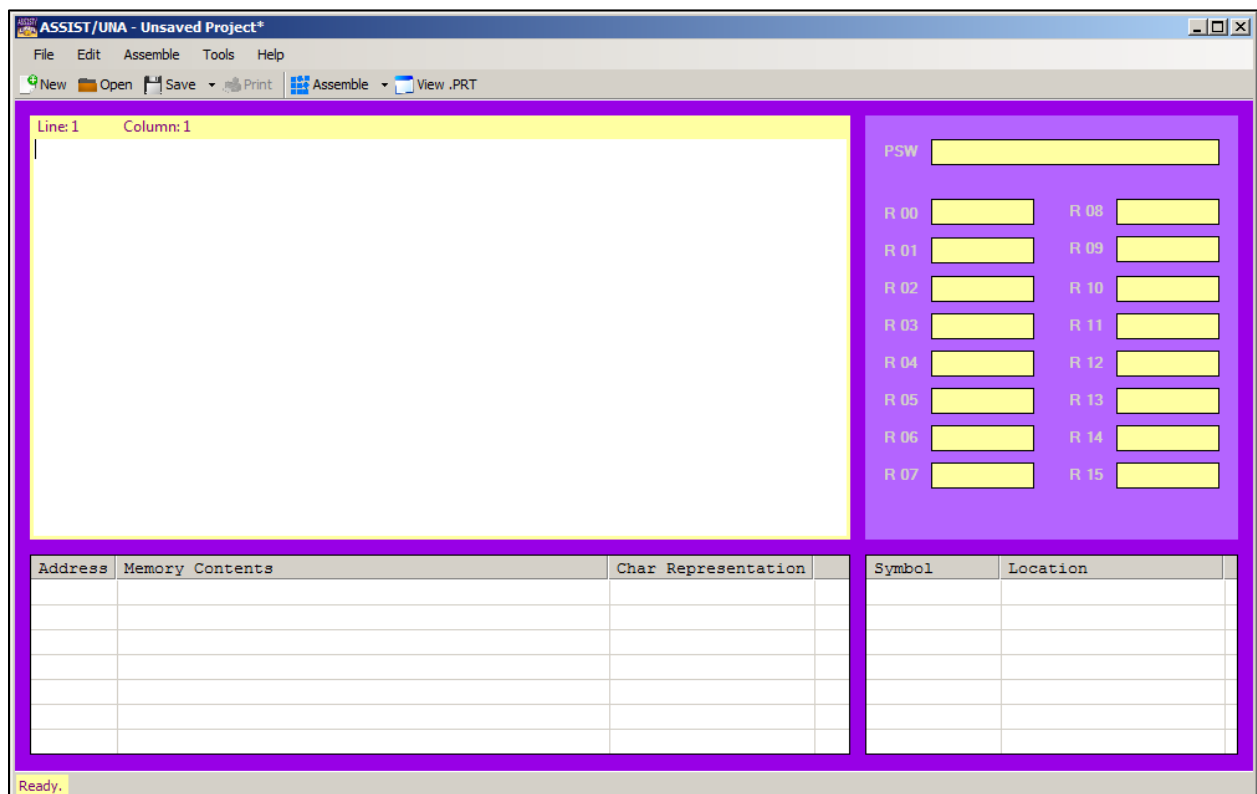 ASSIST/UNA - Unsaved Project*
File Edit Assemble Tools Help
New Open Save Print Assemble View .PRT
Line: 1 Column: 1
PSW
R 00 R 08
R 01 R 09
R 02 R 10
R 03 R 11
R 04 R 12
R 05 R 13
R 06 R 14
R 07 R 15
Address Memory Contents Char Representation
Symbol Location
Ready.